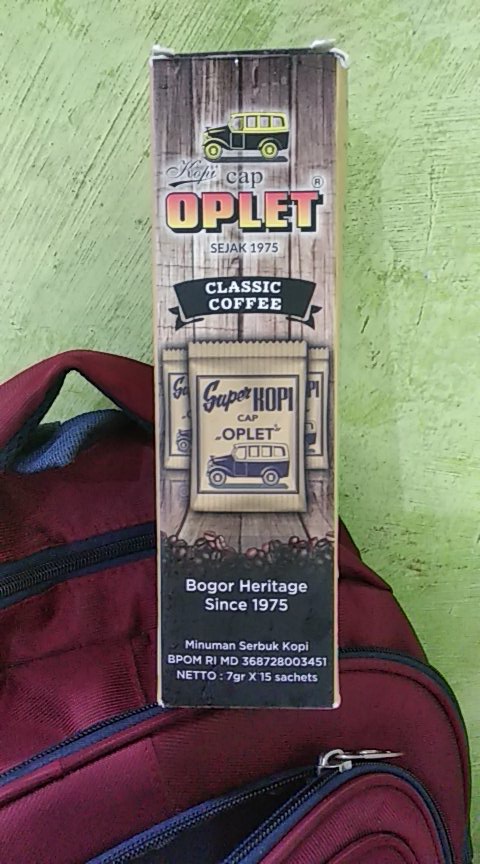 Kopi cap
OPLET®
SEJAK 1975
CLASSIC
COFFEE
Super KOPI
CAP
"OPLET"
Bogor Heritage
Since 1975
Minuman Serbuk Kopi
BPOM RI MD 368728003451
NETTO : 7gr X 15 sachets